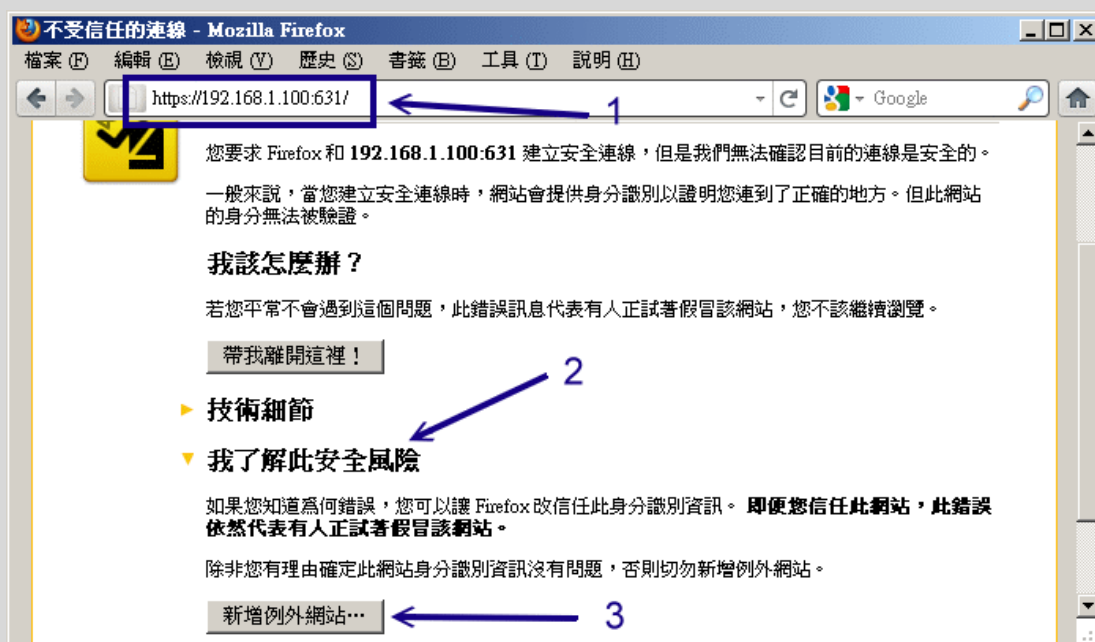 不受信任的連線 - Mozilla Firefox
檔案 (F) 編輯 (E) 檢視 (V) 歷史 (S) 書籤 (B) 工具 (T) 說明 (H)
https://192.168.1.100:631/
Google
1
您要求 Firefox 和 192.168.1.100:631 建立安全連線，但是我們無法確認目前的連線是安全的。
一般來說，當您建立安全連線時，網站會提供身分識別以證明您連到了正確的地方。但此網站
的身分無法被驗證。
我該怎麼辦？
若您平常不會遇到這個問題，此錯誤訊息代表有人正試著假冒該網站，您不該繼續瀏覽。
帶我離開這裡！
2
技術細節
我了解此安全風險
如果您知道為何錯誤，您可以讓 Firefox 改信任此身分識別資訊。即便您信任此網站，此錯誤
依然代表有人正試著假冒該網站。
除非您有理由確定此網站身分識別資訊沒有問題，否則切勿新增例外網站。
新增例外網站…
3